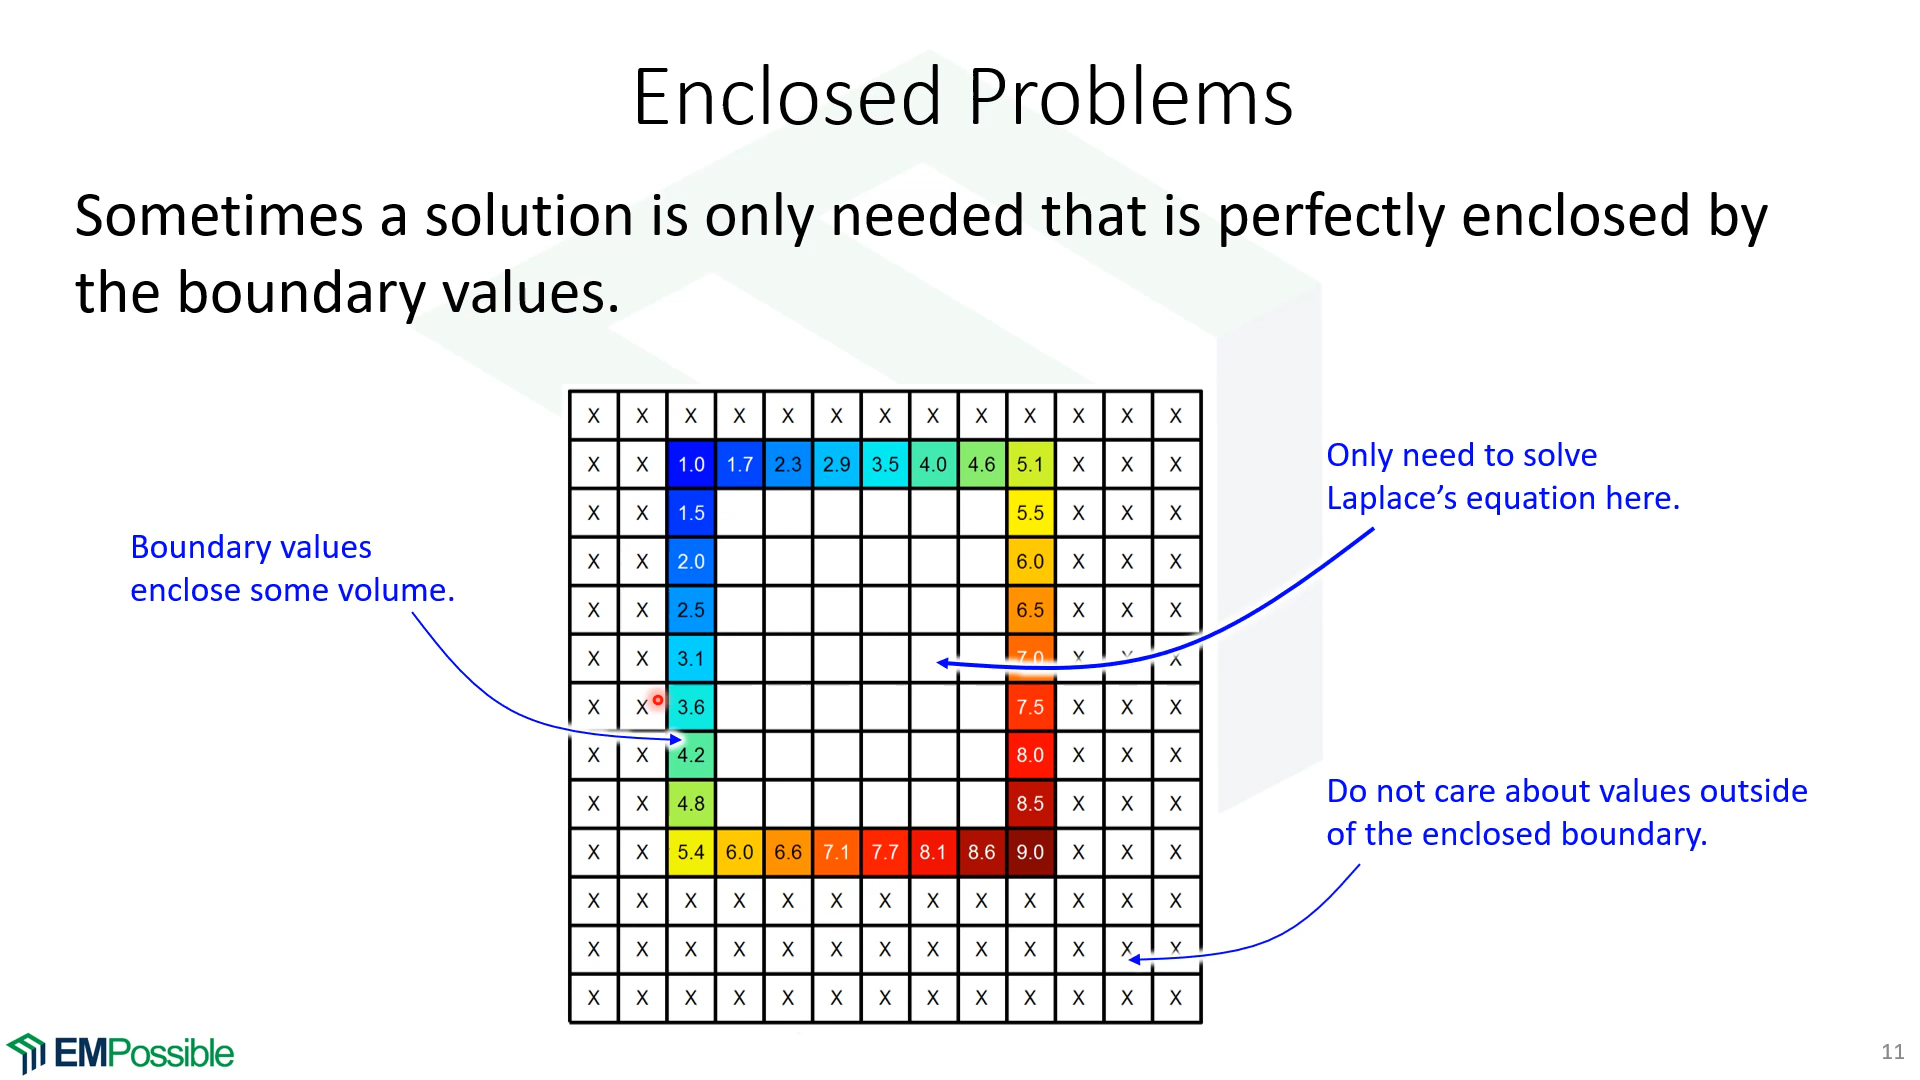 Enclosed Problems
Sometimes a solution is only needed that is perfectly enclosed by
the boundary values.
Boundary values
enclose some volume.
X X X X X X X X X X X X X
X X 1.0 1.7 2.3 2.9 3.5 4.0 4.6 5.1 X X X
X X 1.5 5.5 X X X
X X 2.0 6.0 X X X
X X 2.5 6.5 X X X
X X 3.1 7.0 X X X
X X 3.6 7.5 X X X
X X 4.2 8.0 X X X
X X 4.8 8.5 X X X
X X 5.4 6.0 6.6 7.1 7.7 8.1 8.6 9.0 X X X
X X X X X X X X X X X X X
X X X X X X X X X X X X X
X X X X X X X X X X X X X
Only need to solve
Laplace’s equation here.
Do not care about values outside
of the enclosed boundary.
EMPossible
11